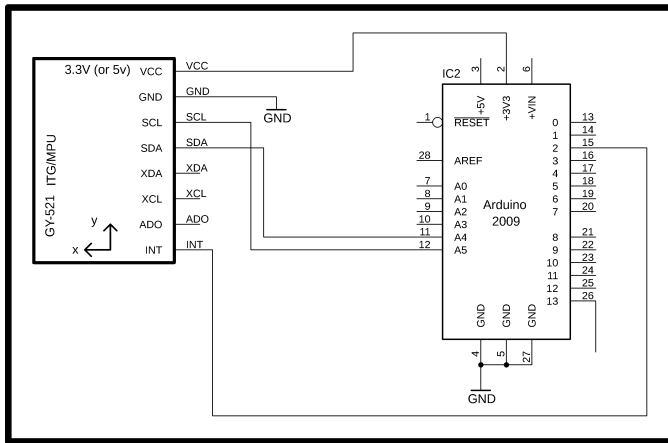 3.3V (or 5v)
VCC
GND
SCL
SDA
XDA
XCL
ADO
INT
GY-521 ITG/MPU
y
x
VCC
GND
SCL
SDA
XDA
XCL
ADO
INT
GND
IC2
3
2
6
+5V
+3V3
+VIN
1
RESET
28
AREF
7
A0
8
A1
9
A2
10
A3
11
A4
12
A5
Arduino
2009
0
13
1
14
2
15
3
16
4
17
5
18
6
19
7
20
8
21
9
22
10
23
11
24
12
25
13
26
GND
GND
GND
4
5
27
GND